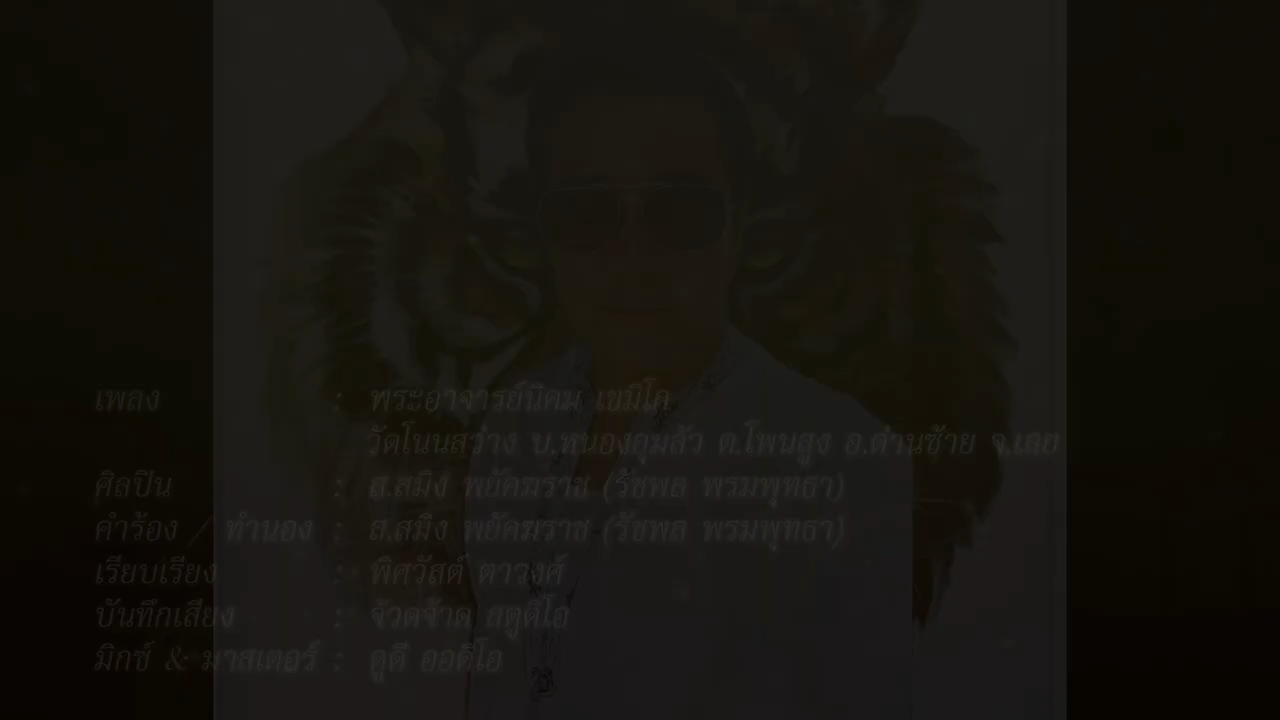 เพลง : พระอาจารย์นิคม เขมิโก
วัดโนนสว่าง บ.หนองอุมลัว ต.โพนสูง อ.ด่านซ้าย จ.เลย
ศิลปิน : ส.สมิง พยัคฆราช (รัชพล พรมพุทธา)
คำร้อง / ทำนอง : ส.สมิง พยัคฆราช (รัชพล พรมพุทธา)
เรียบเรียง : พิศวัสต์ ตาวงศ์
บันทึกเสียง : จ้วดจ้าด สตูดิโอ
มิกซ์ & มาสเตอร์ : ดูดี ออดิโอ